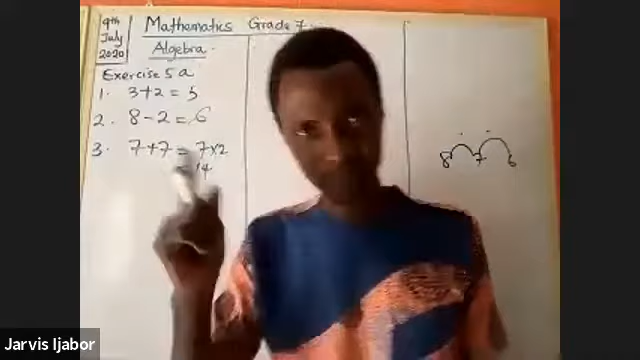 9th July 2020
Mathematics Grade 7
Algebra.
Exercise 5a
1. 3+2 = 5
2. 8-2 = 6
3. 7+7 = 7x2
= 14
8 7 6
Jarvis Ijabor